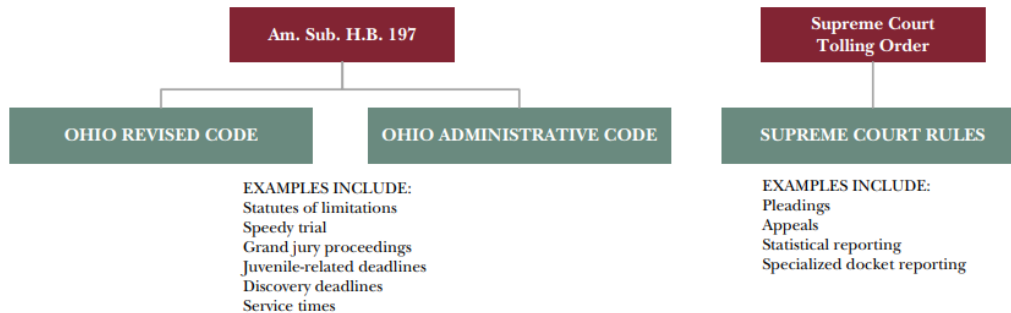 Am. Sub. H.B. 197
Supreme Court
Tolling Order
OHIO REVISED CODE
OHIO ADMINISTRATIVE CODE
SUPREME COURT RULES
EXAMPLES INCLUDE:
Statutes of limitations
Speedy trial
Grand jury proceedings
Juvenile-related deadlines
Discovery deadlines
Service times
EXAMPLES INCLUDE:
Pleadings
Appeals
Statistical reporting
Specialized docket reporting